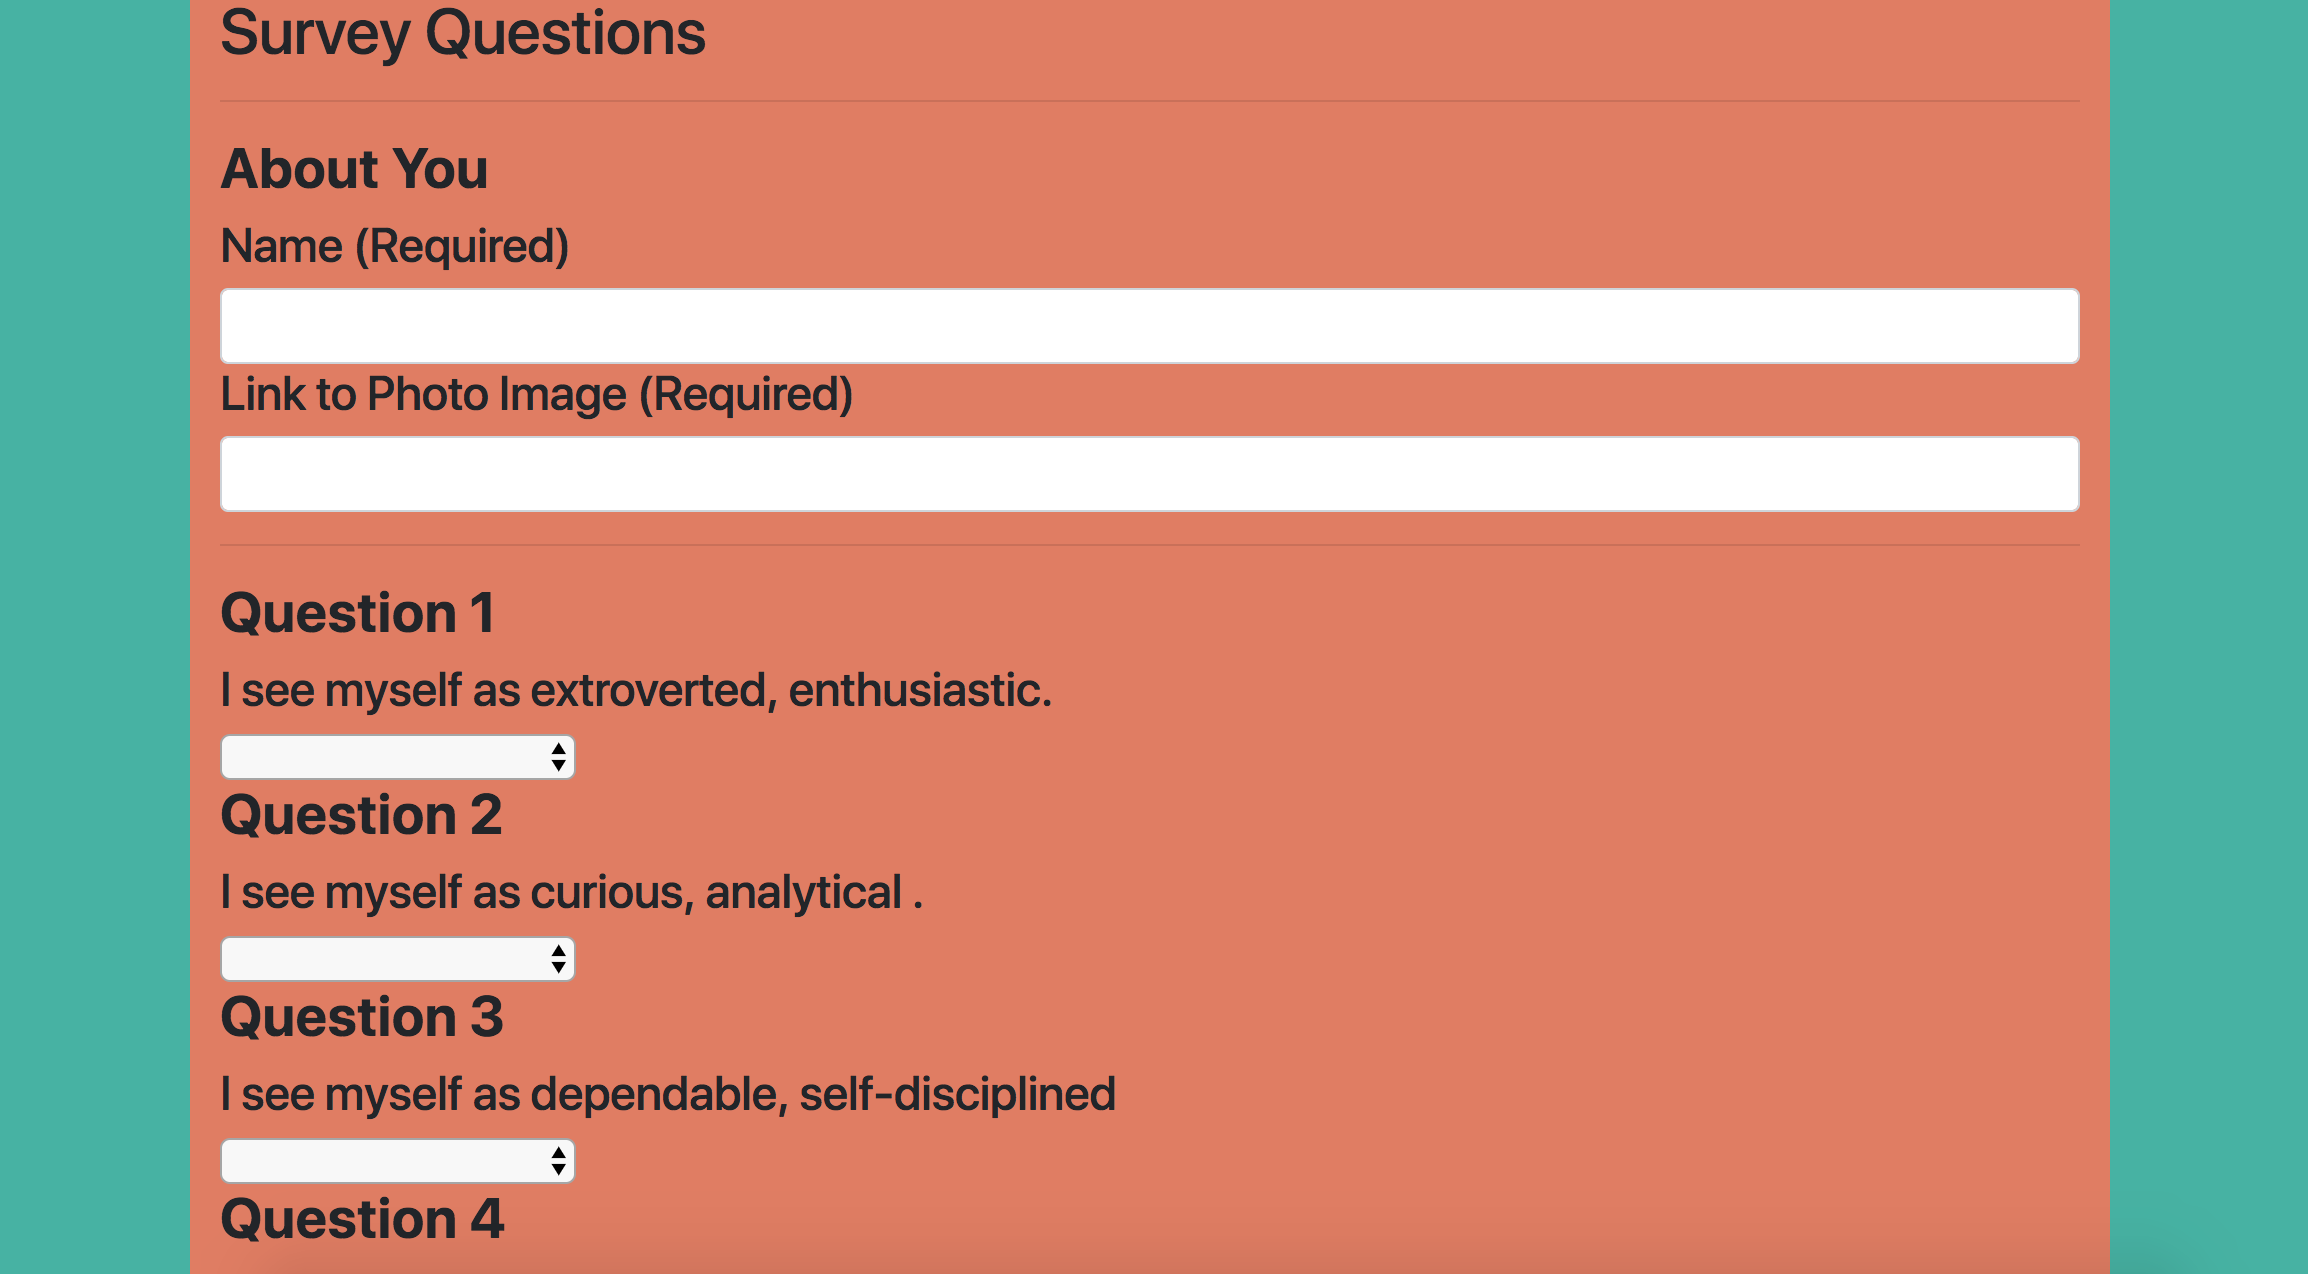 Survey Questions
About You
Name (Required)
Link to Photo Image (Required)
Question 1
I see myself as extroverted, enthusiastic.
Question 2
I see myself as curious, analytical .
Question 3
I see myself as dependable, self-disciplined
Question 4